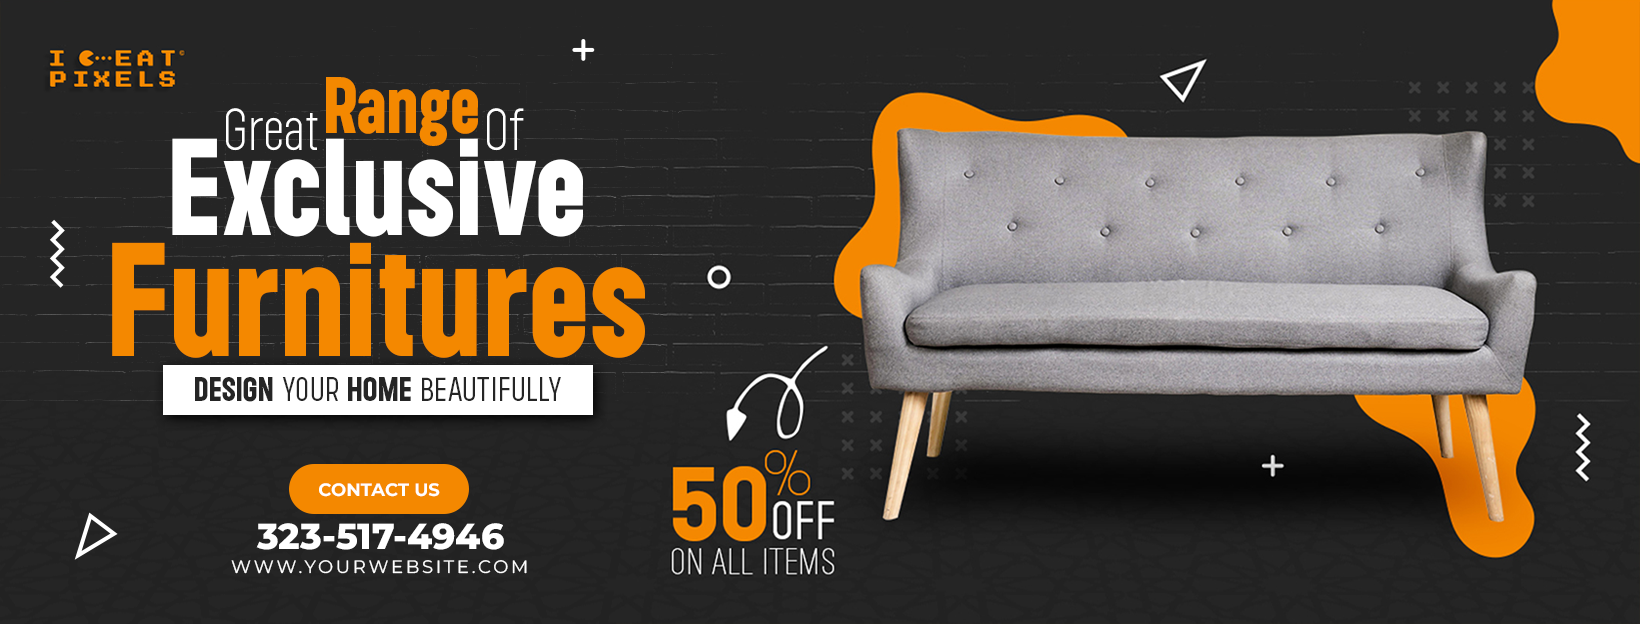 I EAT©
PIXELS
Great Range Of
Exclusive
Furnitures
DESIGN YOUR HOME BEAUTIFULLY
CONTACT US
323-517-4946
WWW.YOURWEBSITE.COM
50% OFF
ON ALL ITEMS